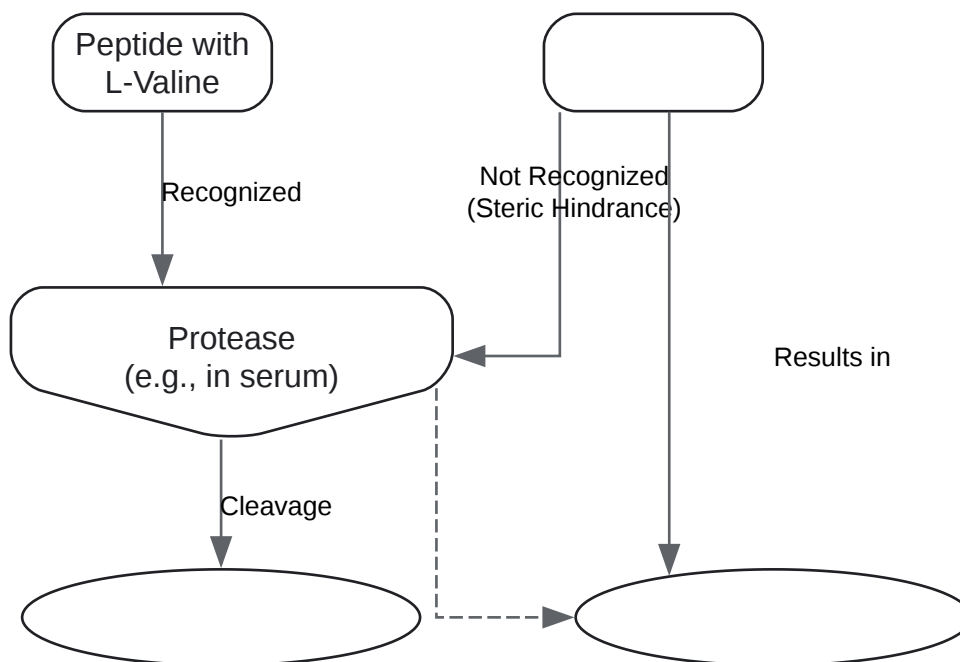 Peptide with
L-Valine
Recognized
Not Recognized
(Steric Hindrance)
Protease
(e.g., in serum)
Results in
Cleavage